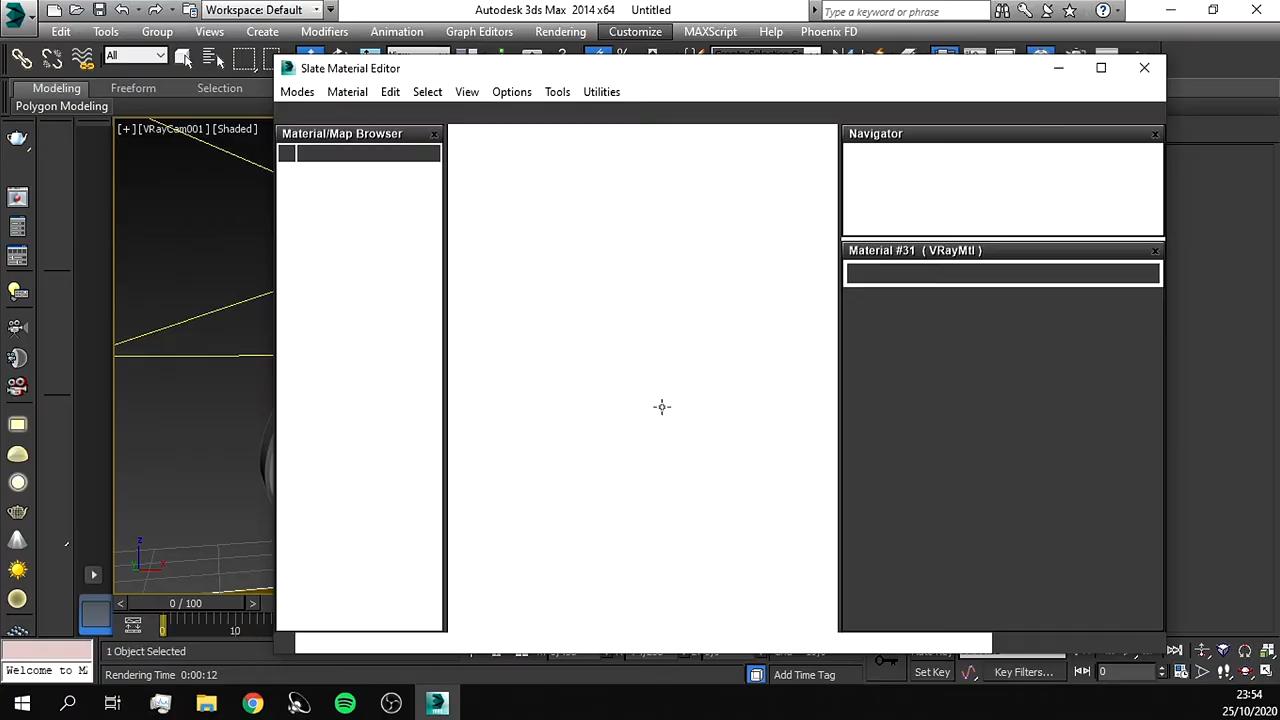 Workspace: Default
Autodesk 3ds Max 2014 x64 Untitled
Type a keyword or phrase
Edit Tools Group Views Create Modifiers Animation Graph Editors Rendering Customize MAXScript Help Phoenix FD
All
Slate Material Editor
Modeling Freeform Selection
Modes Material Edit Select View Options Tools Utilities
Polygon Modeling
[+][VRayCam001][Shaded]
Material/Map Browser
Navigator
Material #31 ( VRayMtl )
z
x
0 / 100
0
10
1 Object Selected
Welcome to M
Rendering Time 0:00:12
Add Time Tag
Set Key
Key Filters...
0
23:54
25/10/2020